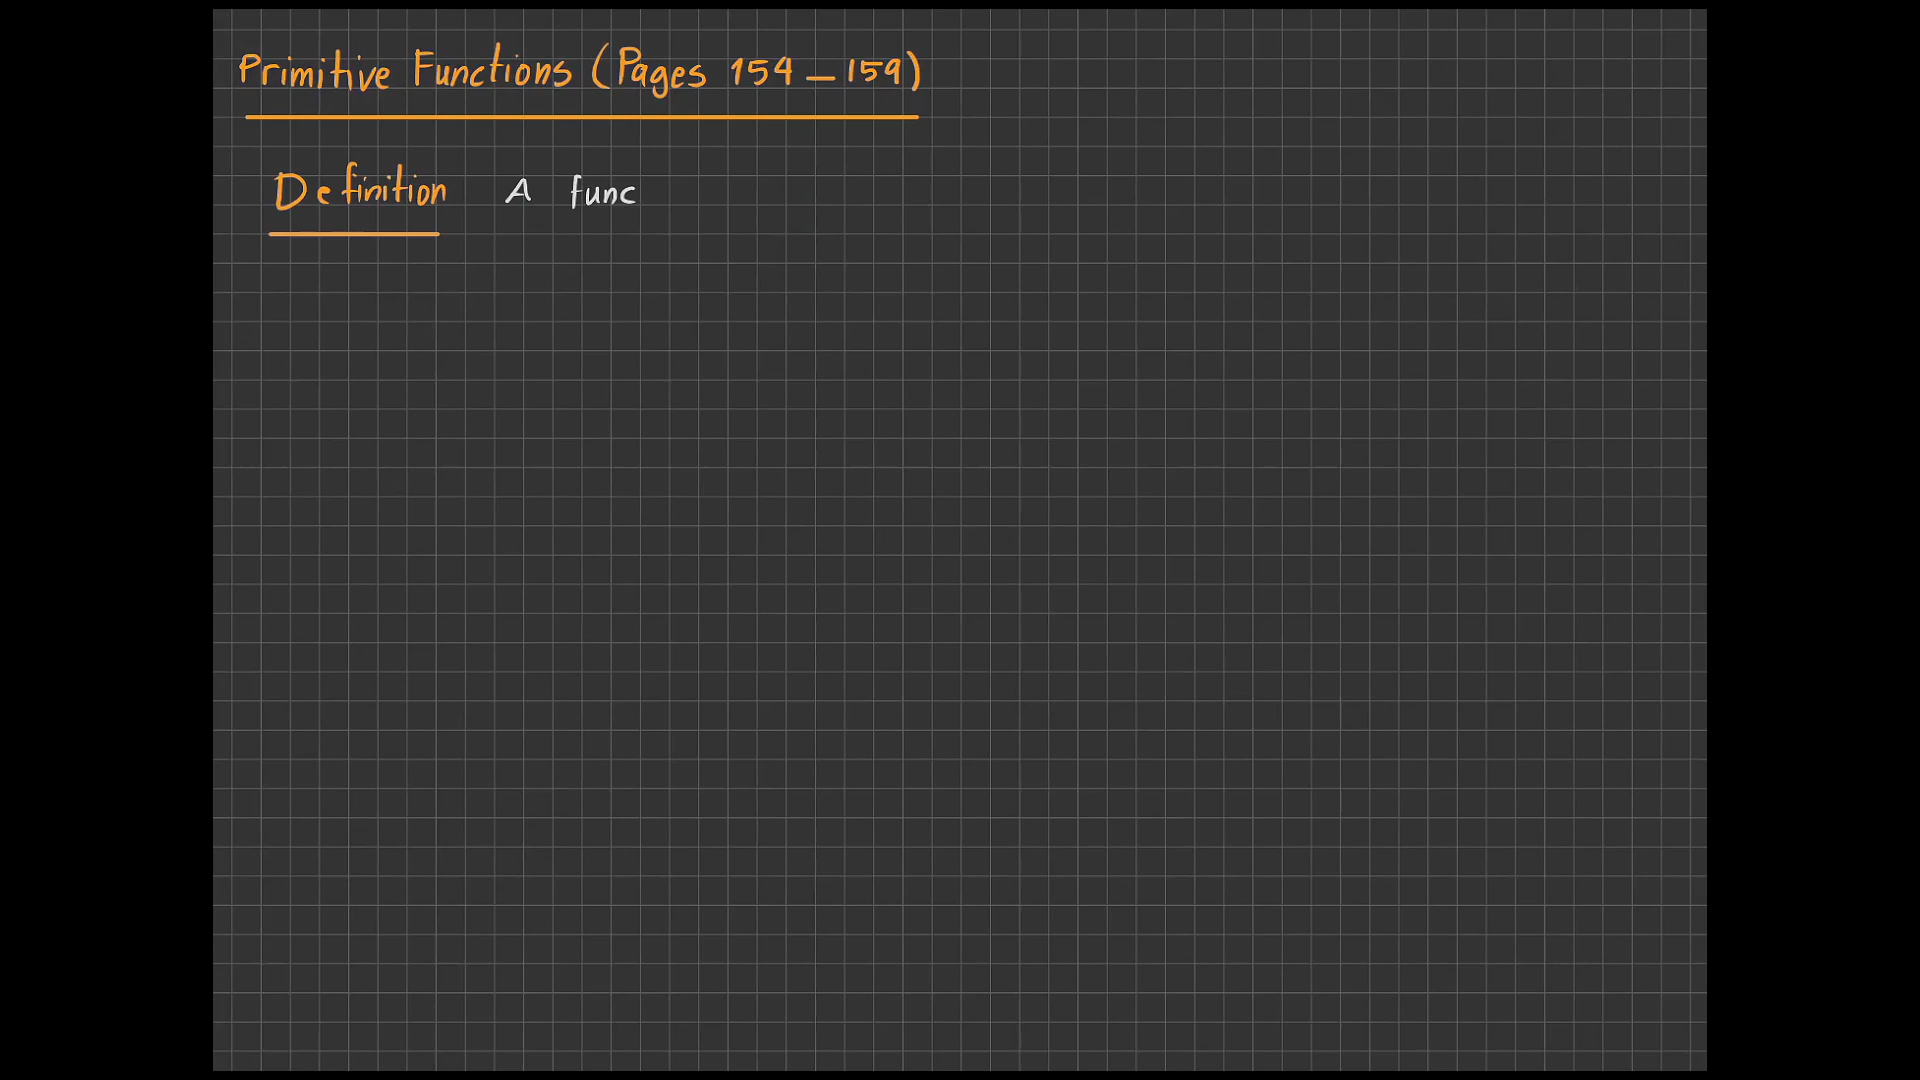 Primitive Functions (Pages 154 – 159)
Definition A func